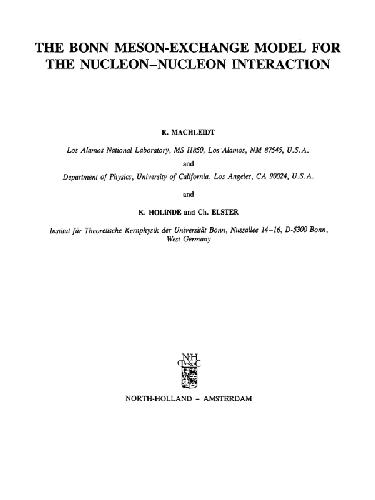 THE BONN MESON-EXCHANGE MODEL FOR
THE NUCLEON–NUCLEON INTERACTION
R. MACHLEIDT
Los Alamos National Laboratory, MS H850, Los Alamos, NM 87545, U.S.A.
and
Department of Physics, University of California, Los Angeles, CA 90024, U.S.A.
and
K. HOLINDE and Ch. ELSTER
Institut für Theoretische Kernphysik der Universität Bonn, Nussallee 14–16, D-5300 Bonn,
West Germany
NORTH-HOLLAND – AMSTERDAM